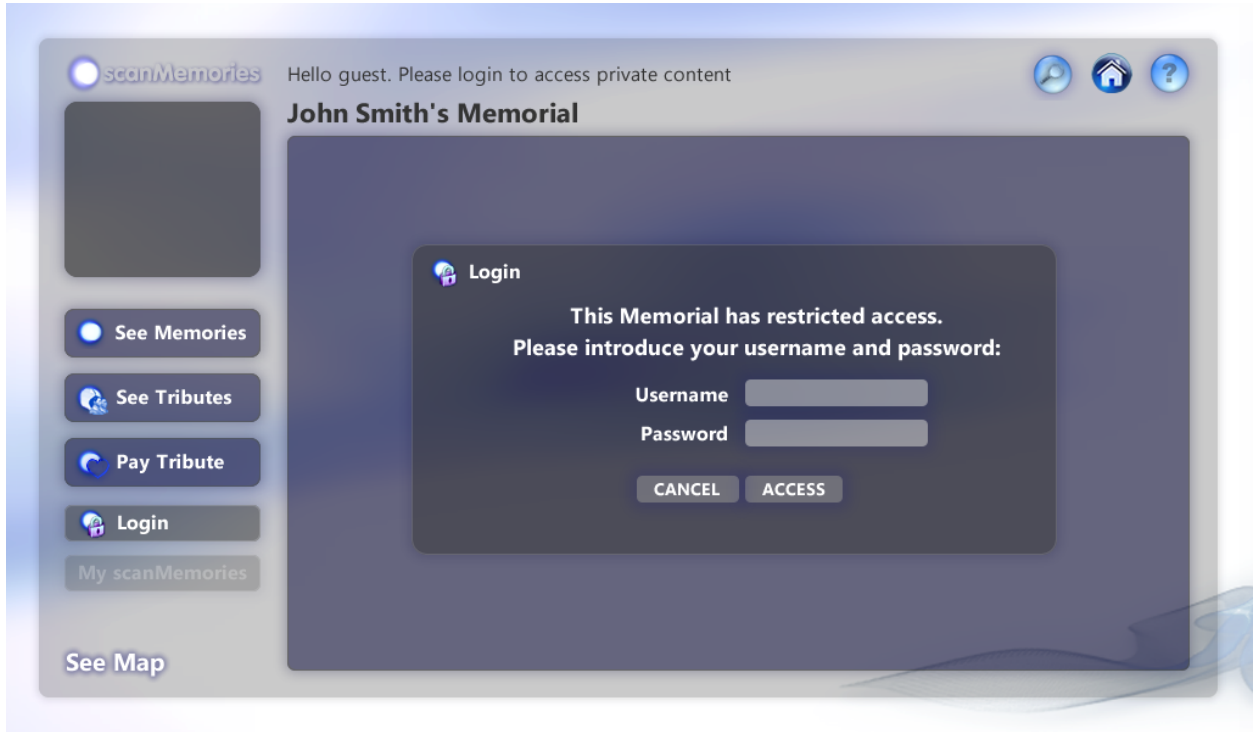 scanMemories
Hello guest. Please login to access private content
John Smith's Memorial
See Memories
See Tributes
Pay Tribute
Login
My scanMemories
See Map
Login
This Memorial has restricted access.
Please introduce your username and password:
Username
Password
CANCEL ACCESS
?